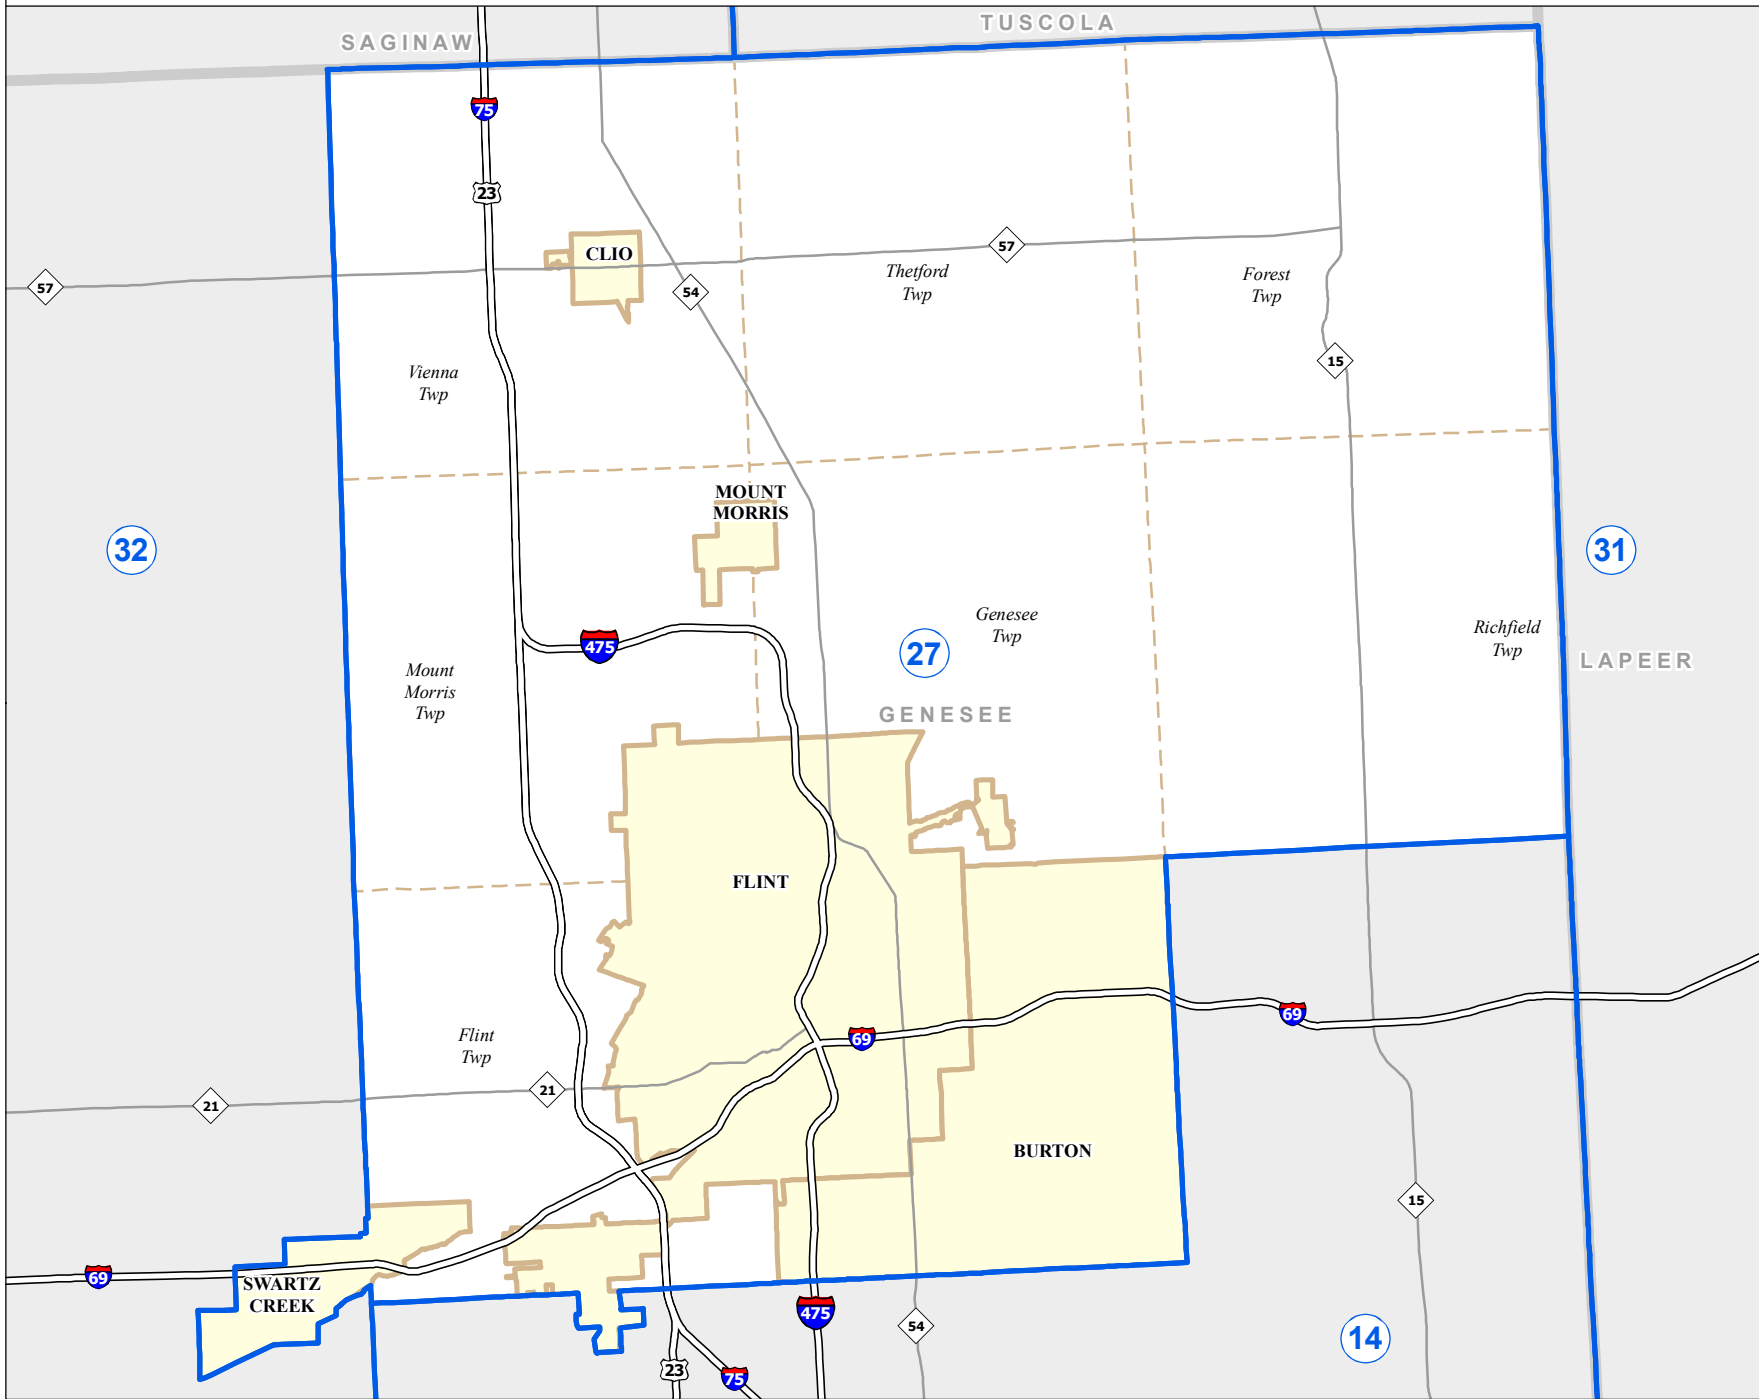 TUSCOLA
SAGINAW
75
23
CLIO
57
54
57
Thetford
Twp
Forest
Twp
15
Vienna
Twp
MOUNT
MORRIS
32
31
Genesee
Twp
27
475
Richfield
Twp
LAPEER
Mount
Morris
Twp
GENESEE
FLINT
69
69
Flint
Twp
21
21
BURTON
15
69
SWARTZ
CREEK
475
54
14
23
75